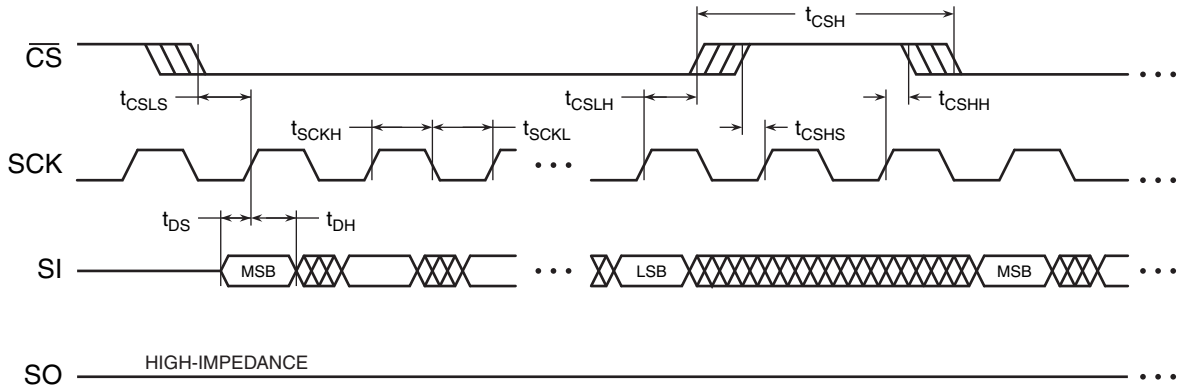 tCSH
CS
tCSLS
tCSLH
tCSHH
tSCKH
tSCKL
tCSHS
SCK
tDS
tDH
SI
MSB
LSB
MSB
HIGH-IMPEDANCE
SO